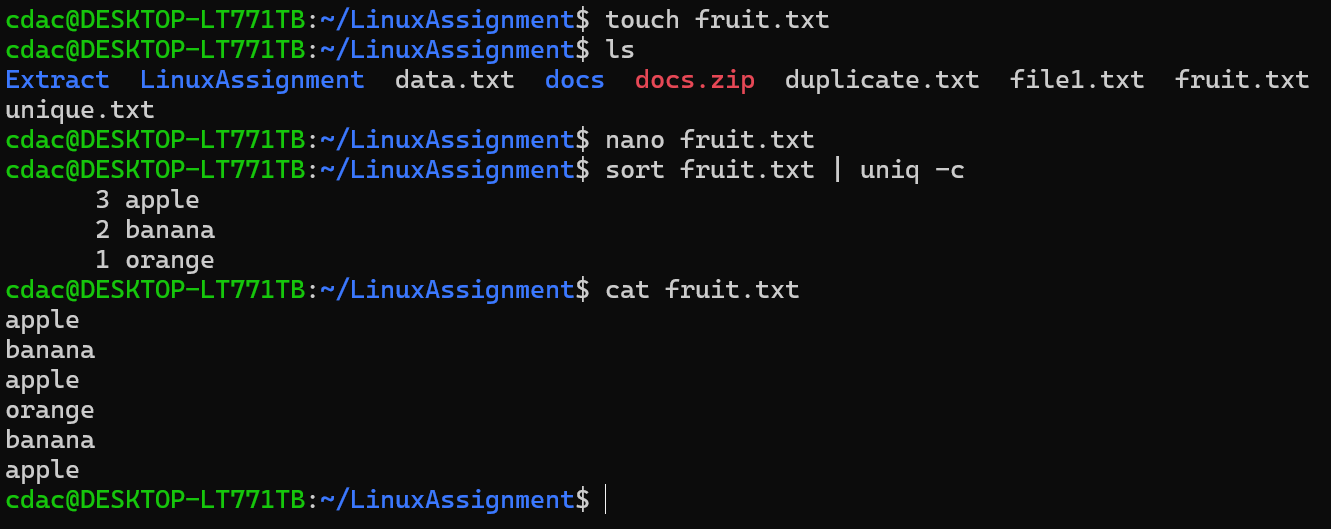 cdac@DESKTOP-LT771TB:~/LinuxAssignment$ touch fruit.txt
cdac@DESKTOP-LT771TB:~/LinuxAssignment$ ls
Extract  LinuxAssignment  data.txt  docs  docs.zip  duplicate.txt  file1.txt  fruit.txt
unique.txt
cdac@DESKTOP-LT771TB:~/LinuxAssignment$ nano fruit.txt
cdac@DESKTOP-LT771TB:~/LinuxAssignment$ sort fruit.txt | uniq -c
      3 apple
      2 banana
      1 orange
cdac@DESKTOP-LT771TB:~/LinuxAssignment$ cat fruit.txt
apple
banana
apple
orange
banana
apple
cdac@DESKTOP-LT771TB:~/LinuxAssignment$